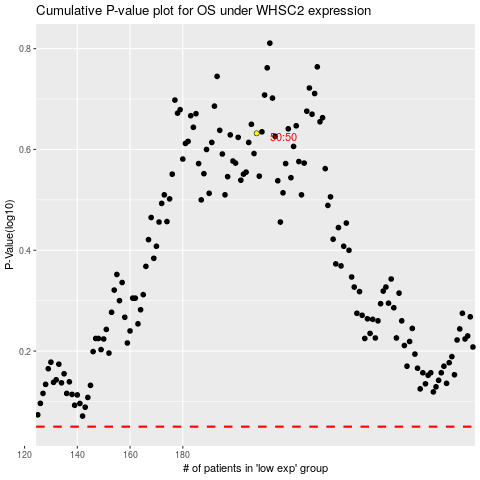 Cumulative P-value plot for OS under WHSC2 expression
P-Value(log10)
0.8
0.6
0.4
0.2
50:50
120 140 160 180
# of patients in 'low exp' group